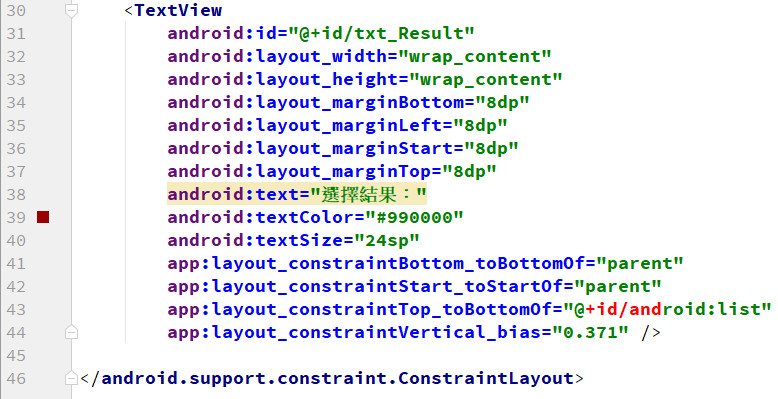 30 <TextView
31 android:id="@+id/txt_Result"
32 android:layout_width="wrap_content"
33 android:layout_height="wrap_content"
34 android:layout_marginBottom="8dp"
35 android:layout_marginLeft="8dp"
36 android:layout_marginStart="8dp"
37 android:layout_marginTop="8dp"
38 android:text="選擇結果："
39 android:textColor="#990000"
40 android:textSize="24sp"
41 app:layout_constraintBottom_toBottomOf="parent"
42 app:layout_constraintStart_toStartOf="parent"
43 app:layout_constraintTop_toBottomOf="@+id/android:list"
44 app:layout_constraintVertical_bias="0.371" />
45
46 </android.support.constraint.ConstraintLayout>